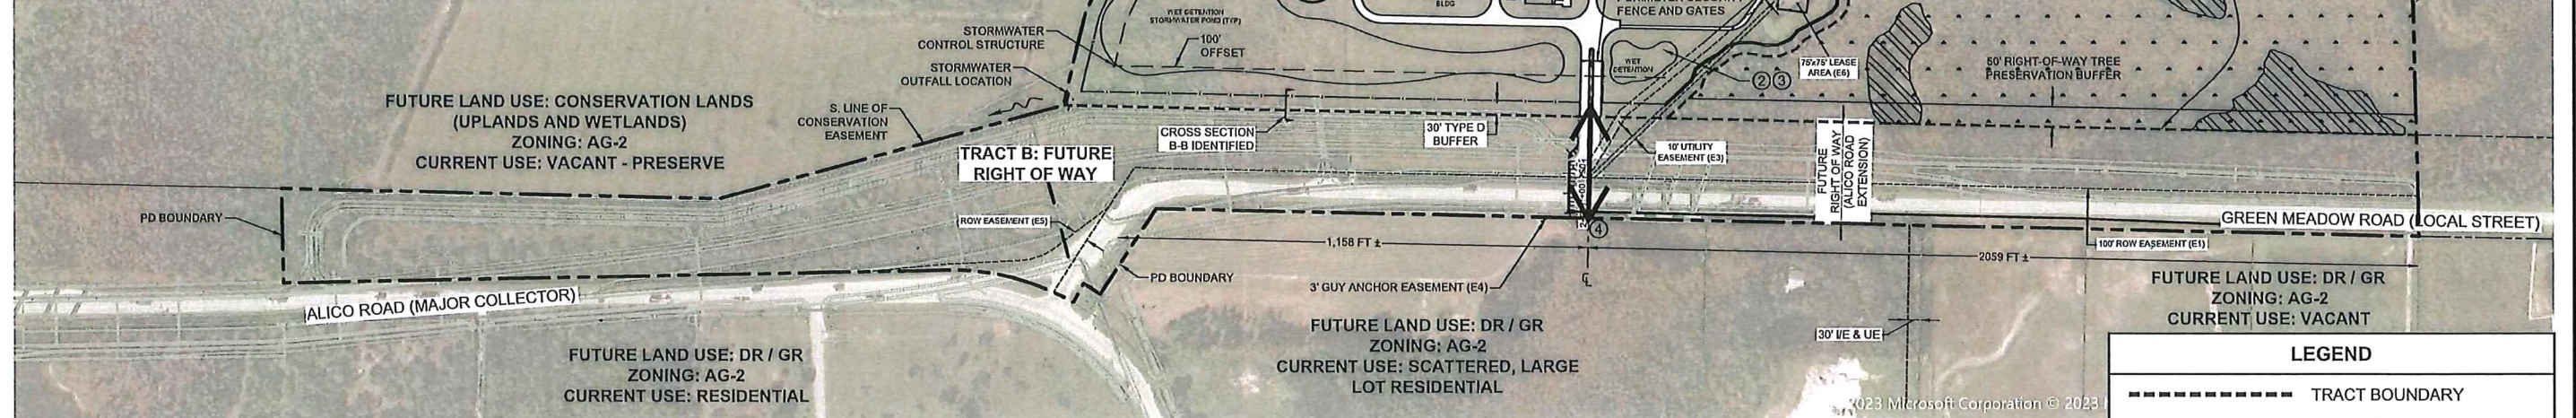 WET DETENTION
STORMWATER POND (TYP)
BLDG
FENCE AND GATES
STORMWATER
CONTROL STRUCTURE
100'
OFFSET
STORMWATER
OUTFALL LOCATION
WET
DETENTION
2 3
75'x75' LEASE
AREA (E6)
50' RIGHT-OF-WAY TREE
PRESERVATION BUFFER
FUTURE LAND USE: CONSERVATION LANDS
(UPLANDS AND WETLANDS)
ZONING: AG-2
CURRENT USE: VACANT - PRESERVE
S. LINE OF
CONSERVATION
EASEMENT
CROSS SECTION
B-B IDENTIFIED
30' TYPE D
BUFFER
TRACT B: FUTURE
RIGHT OF WAY
10' UTILITY
EASEMENT (E3)
FUTURE
RIGHT OF WAY
(ALICO ROAD
EXTENSION)
PD BOUNDARY
ROW EASEMENT (E5)
4
GREEN MEADOW ROAD (LOCAL STREET)
1,158 FT ±
100' ROW EASEMENT (E1)
2059 FT ±
PD BOUNDARY
3' GUY ANCHOR EASEMENT (E4)
ALICO ROAD (MAJOR COLLECTOR)
FUTURE LAND USE: DR / GR
ZONING: AG-2
CURRENT USE: VACANT
FUTURE LAND USE: DR / GR
ZONING: AG-2
CURRENT USE: SCATTERED, LARGE
LOT RESIDENTIAL
30' I/E & UE
FUTURE LAND USE: DR / GR
ZONING: AG-2
CURRENT USE: RESIDENTIAL
LEGEND
TRACT BOUNDARY
2023 Microsoft Corporation © 2023